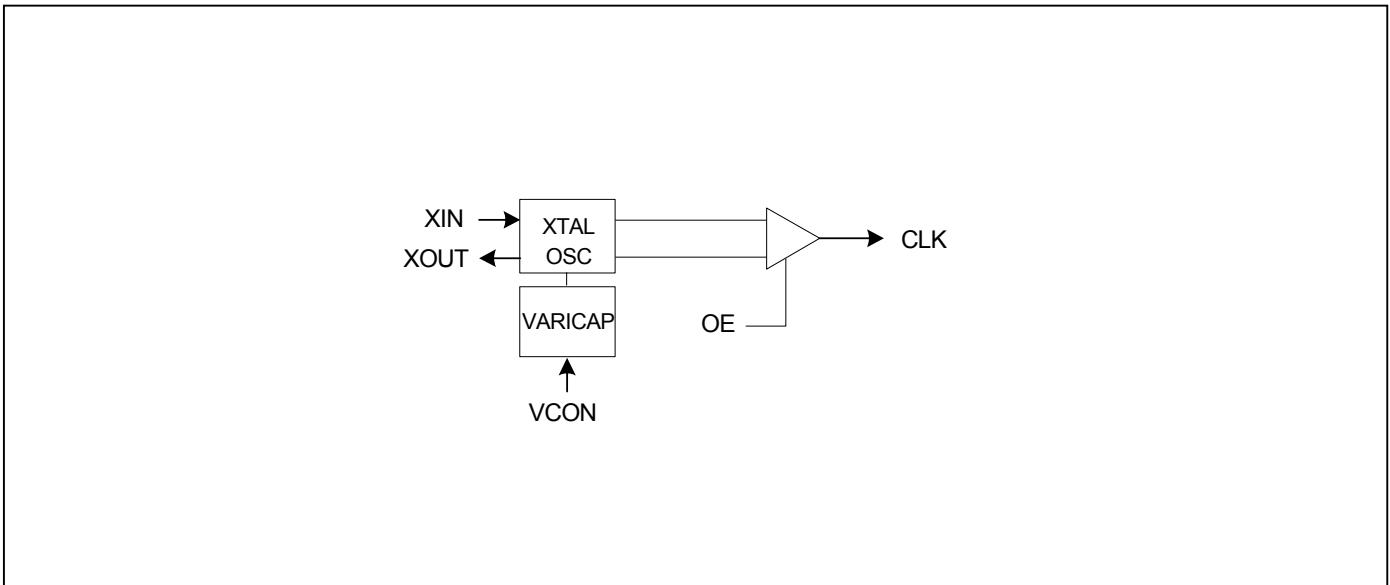 XIN
XTAL
OSC
XOUT
CLK
VARICAP
OE
VCON